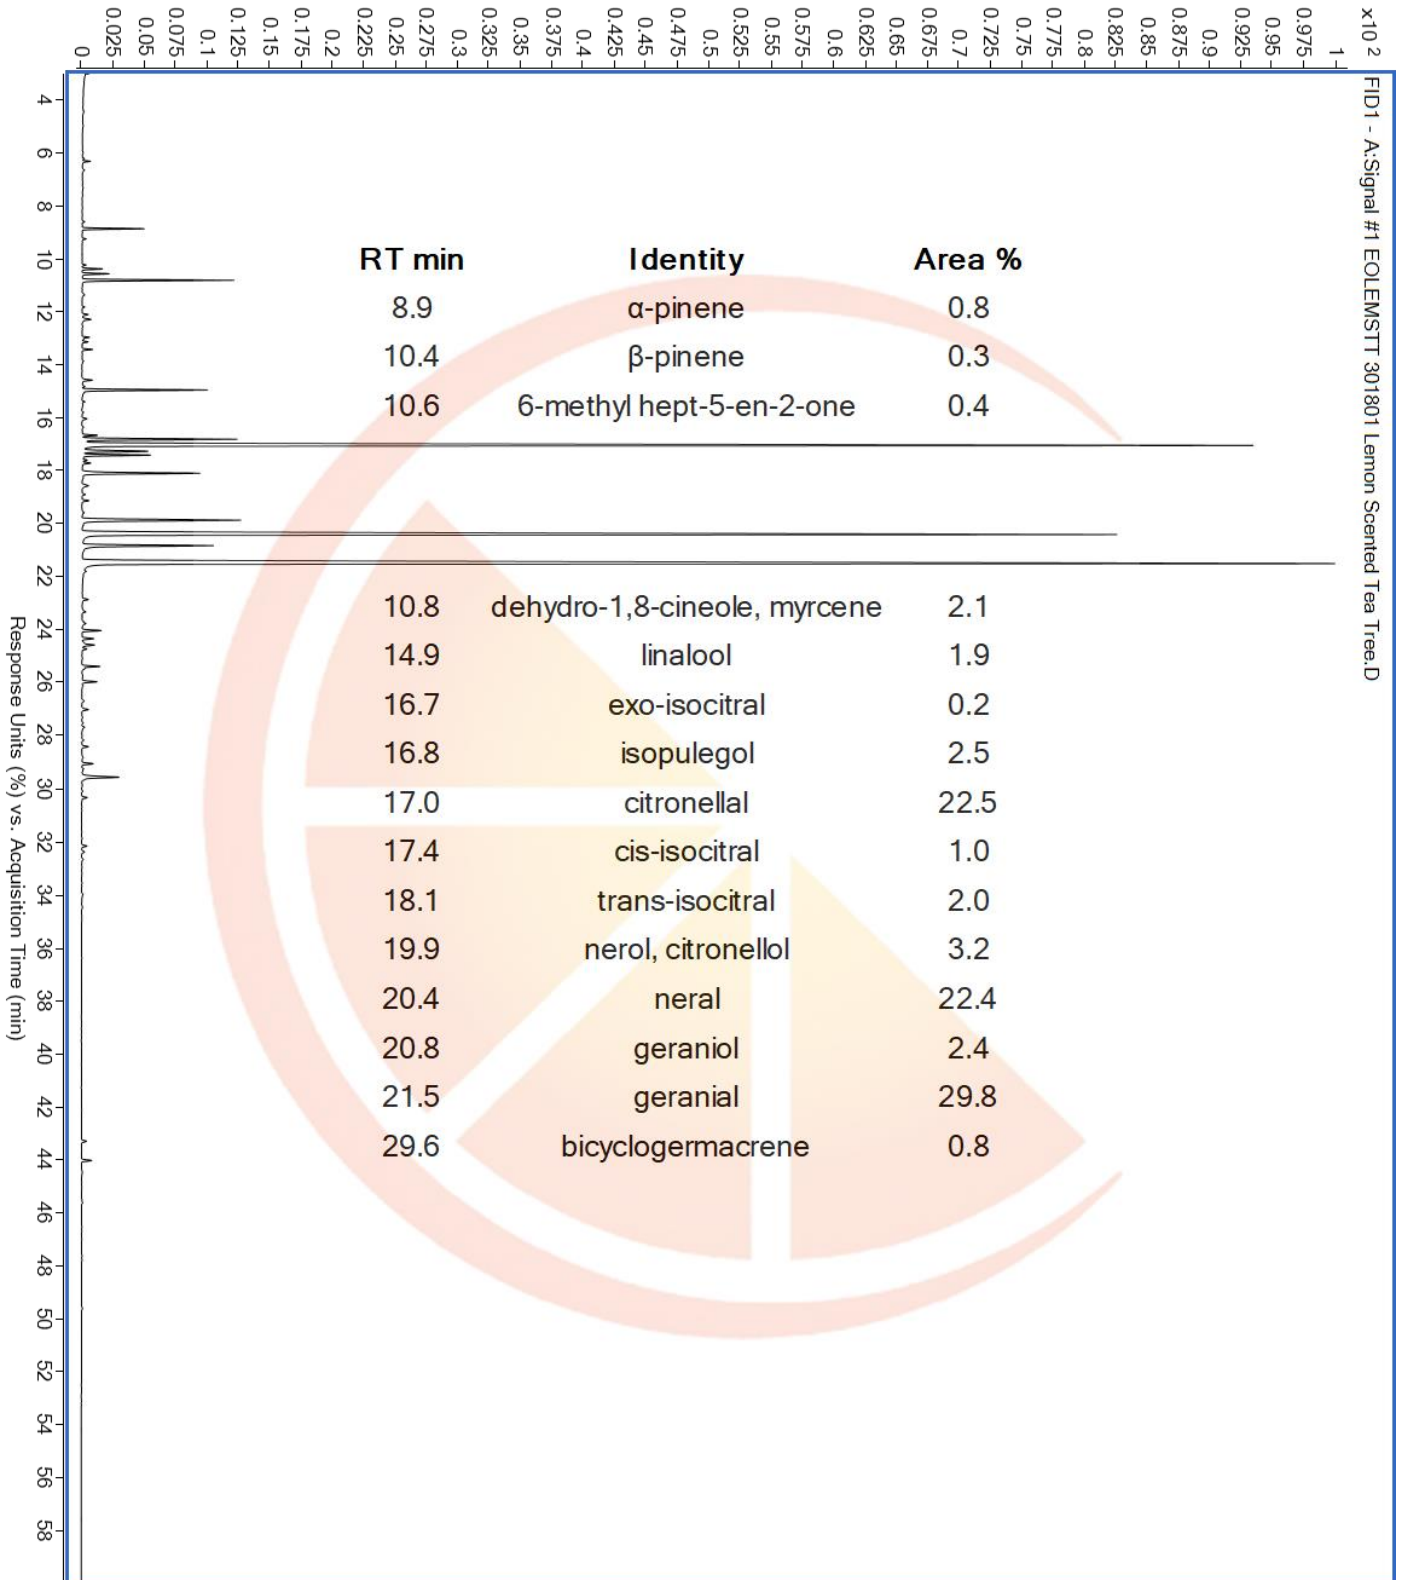 x10 2
FID1 - A:Signal #1 EOLEMSTT 301801 Lemon Scented Tea Tree.D
0 0.025 0.05 0.075 0.1 0.125 0.15 0.175 0.2 0.225 0.25 0.275 0.3 0.325 0.35 0.375 0.4 0.425 0.45 0.475 0.5 0.525 0.55 0.575 0.6 0.625 0.65 0.675 0.7 0.725 0.75 0.775 0.8 0.825 0.85 0.875 0.9 0.925 0.95 0.975 1
RT min Identity Area %
8.9 α-pinene 0.8
10.4 β-pinene 0.3
10.6 6-methyl hept-5-en-2-one 0.4
10.8 dehydro-1,8-cineole, myrcene 2.1
14.9 linalool 1.9
16.7 exo-isocitral 0.2
16.8 isopulegol 2.5
17.0 citronellal 22.5
17.4 cis-isocitral 1.0
18.1 trans-isocitral 2.0
19.9 nerol, citronellol 3.2
20.4 neral 22.4
20.8 geraniol 2.4
21.5 geranial 29.8
29.6 bicyclogermacrene 0.8
4 6 8 10 12 14 16 18 20 22 24 26 28 30 32 34 36 38 40 42 44 46 48 50 52 54 56 58
Response Units (%) vs. Acquisition Time (min)